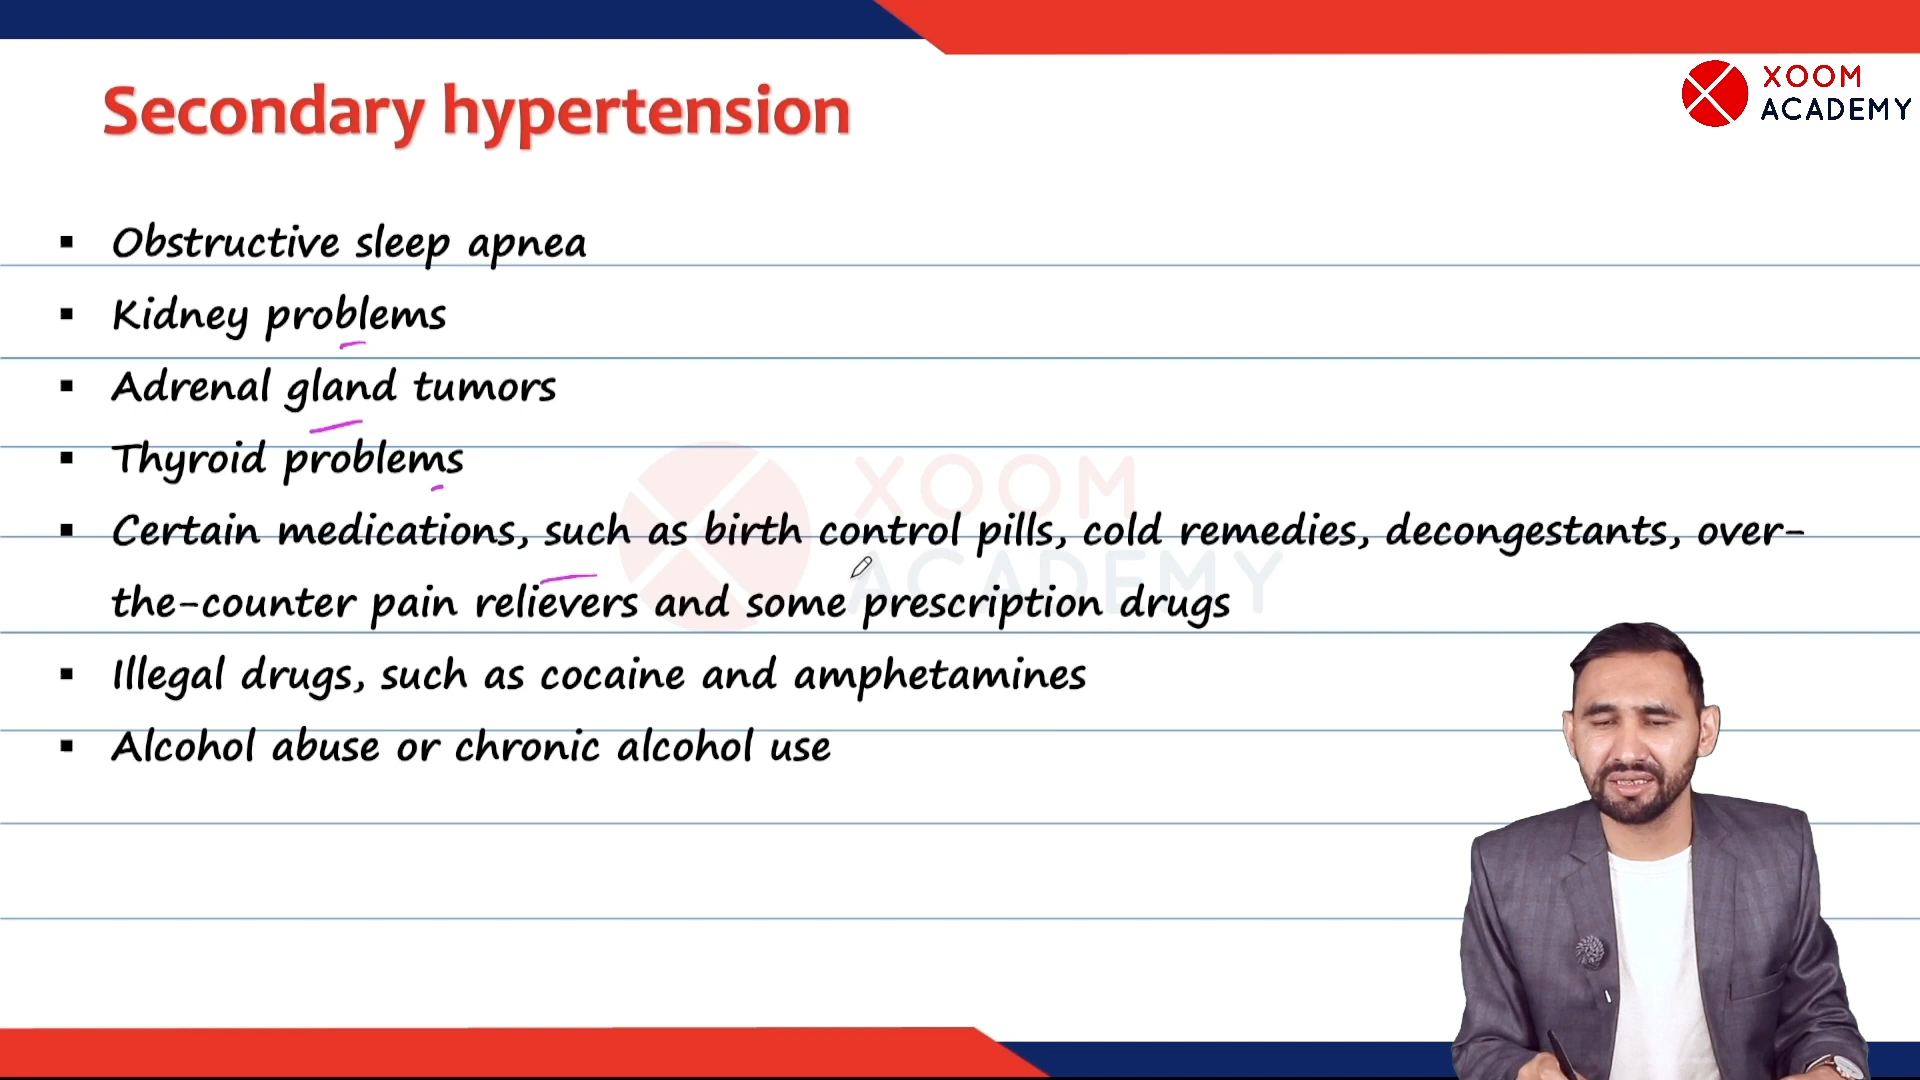 Secondary hypertension
XOOM
ACADEMY
▪ Obstructive sleep apnea
▪ Kidney problems
▪ Adrenal gland tumors
▪ Thyroid problems
▪ Certain medications, such as birth control pills, cold remedies, decongestants, over-
the-counter pain relievers and some prescription drugs
▪ Illegal drugs, such as cocaine and amphetamines
▪ Alcohol abuse or chronic alcohol use
XOOM
ACADEMY